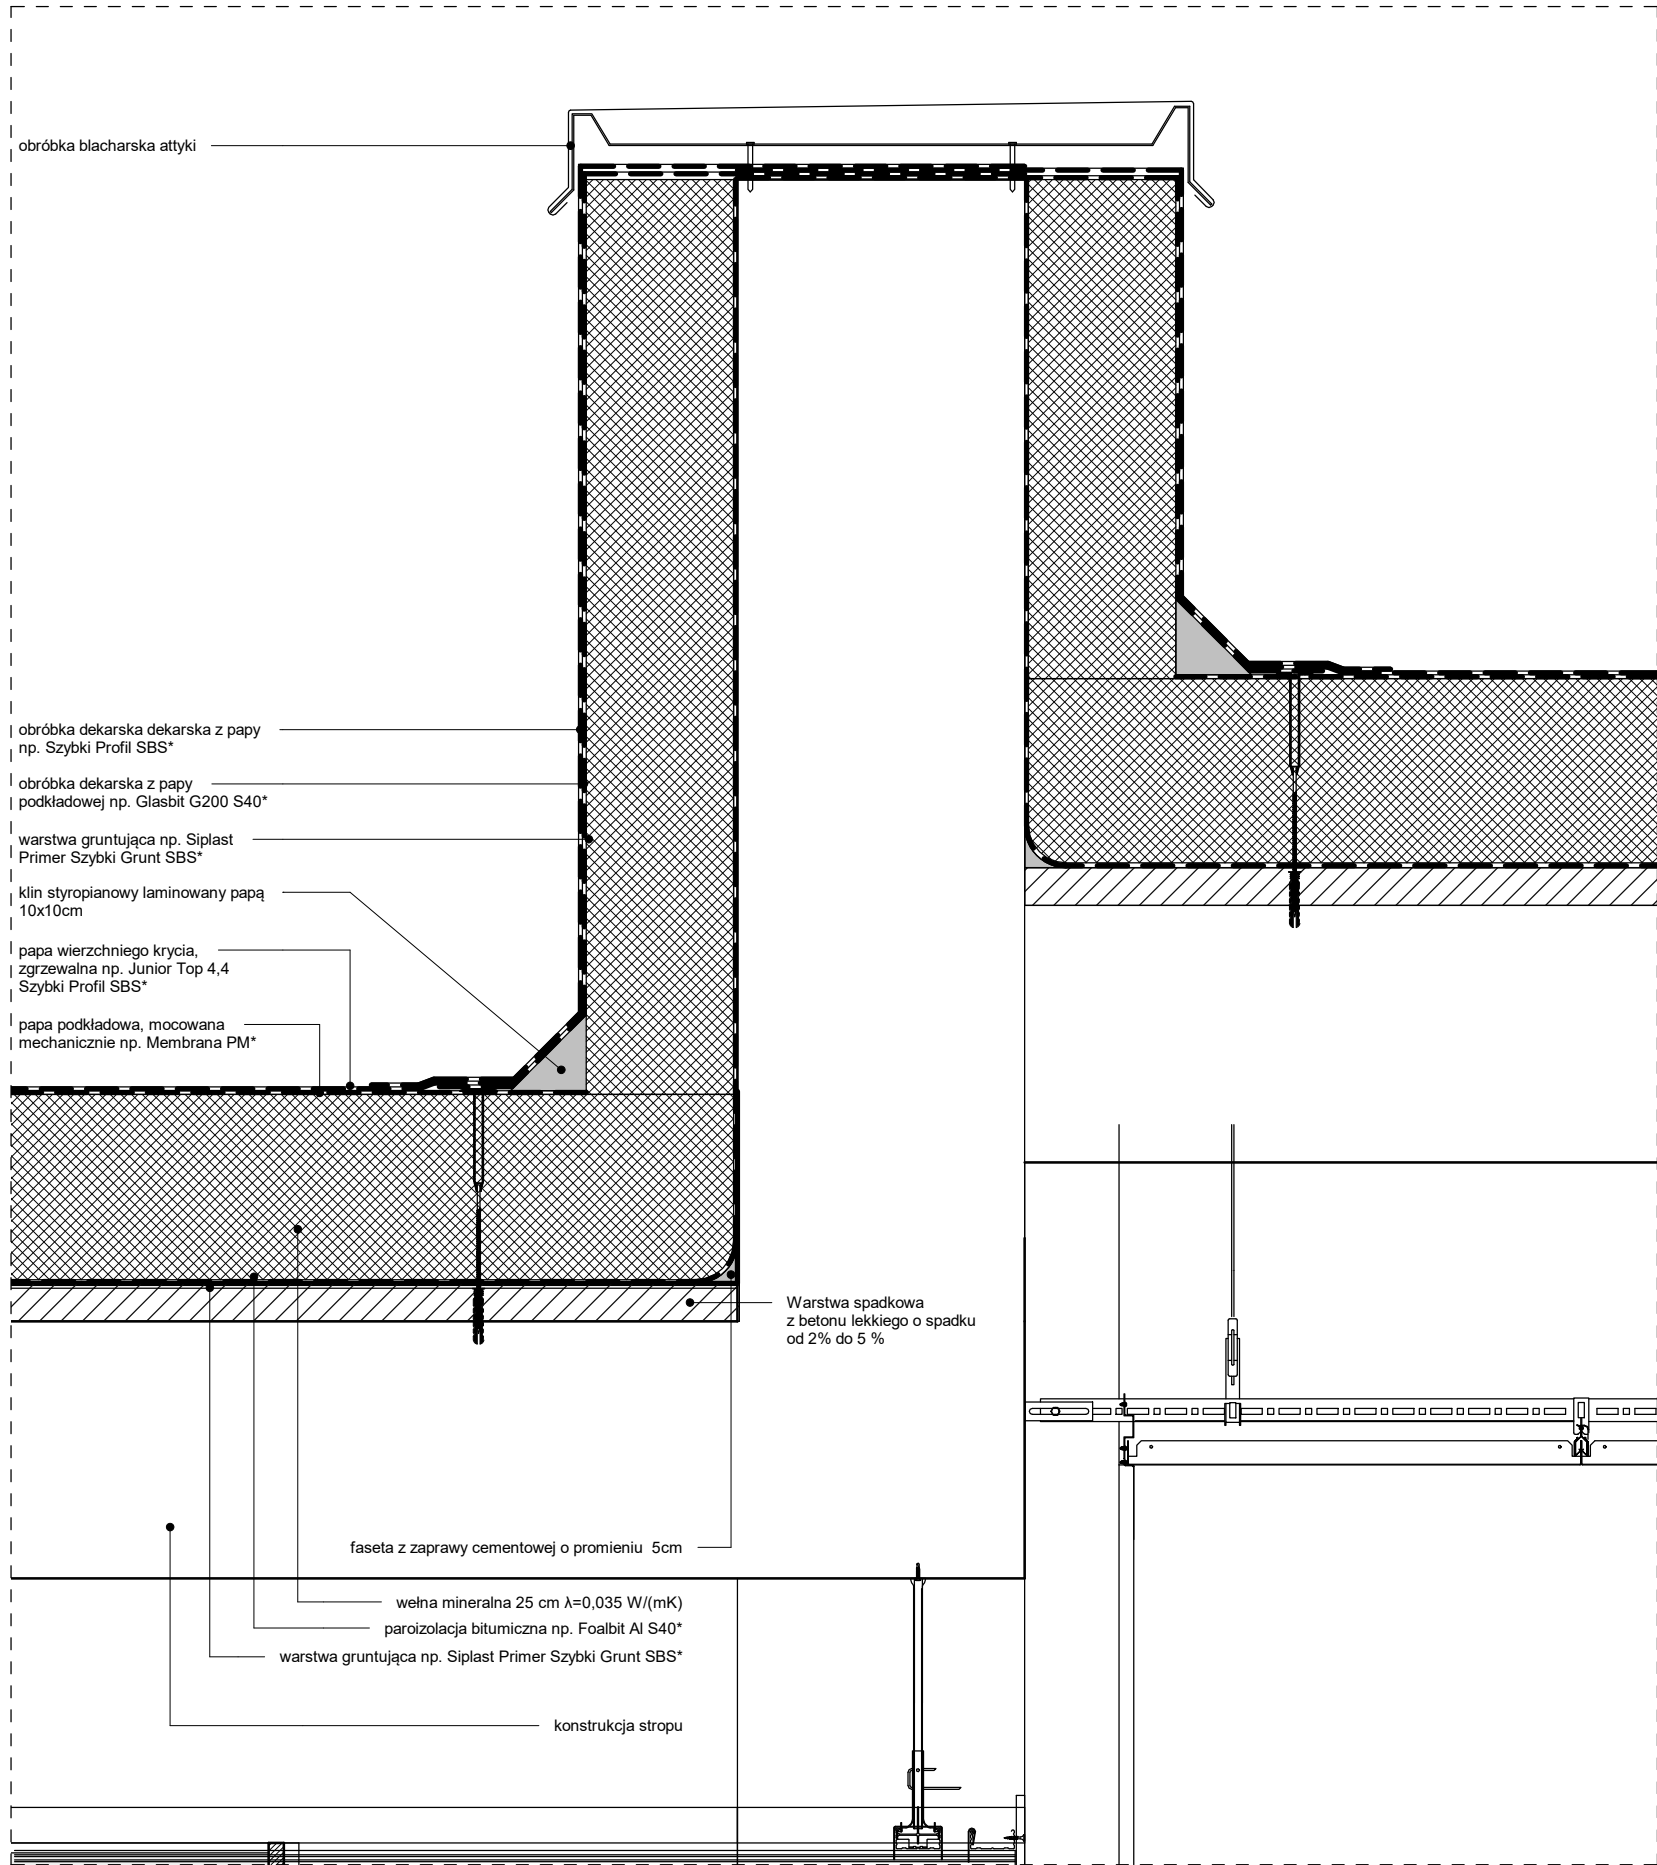 obróbka blacharska attyki
obróbka dekarska dekarska z papy
np. Szybki Profil SBS*
obróbka dekarska z papy
podkładowej np. Glasbit G200 S40*
warstwa gruntująca np. Siplast
Primer Szybki Grunt SBS*
klin styropianowy laminowany papą
10x10cm
papa wierzchniego krycia,
zgrzewalna np. Junior Top 4,4
Szybki Profil SBS*
papa podkładowa, mocowana
mechanicznie np. Membrana PM*
Warstwa spadkowa
z betonu lekkiego o spadku
od 2% do 5 %
faseta z zaprawy cementowej o promieniu 5cm
wełna mineralna 25 cm λ=0,035 W/(mK)
paroizolacja bitumiczna np. Foalbit Al S40*
warstwa gruntująca np. Siplast Primer Szybki Grunt SBS*
konstrukcja stropu